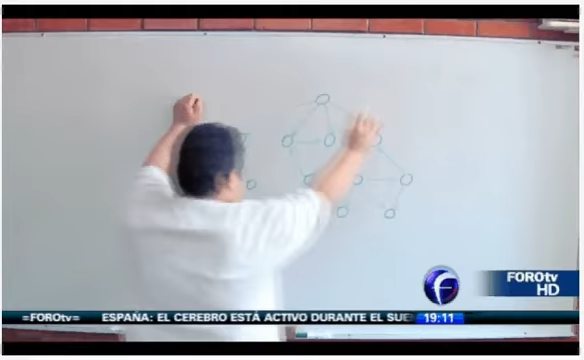 FOROtv
HD
=FOROtv= ESPAÑA: EL CEREBRO ESTÁ ACTIVO DURANTE EL SUE 19:11